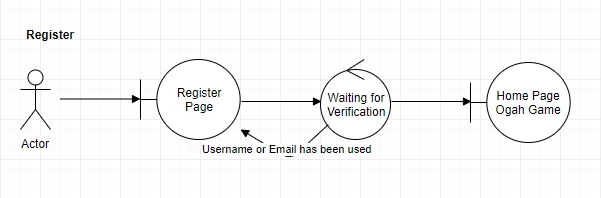 Register
Register
Page
Waiting for
Verification
Home Page
Ogah Game
Actor
Username or Email has been used